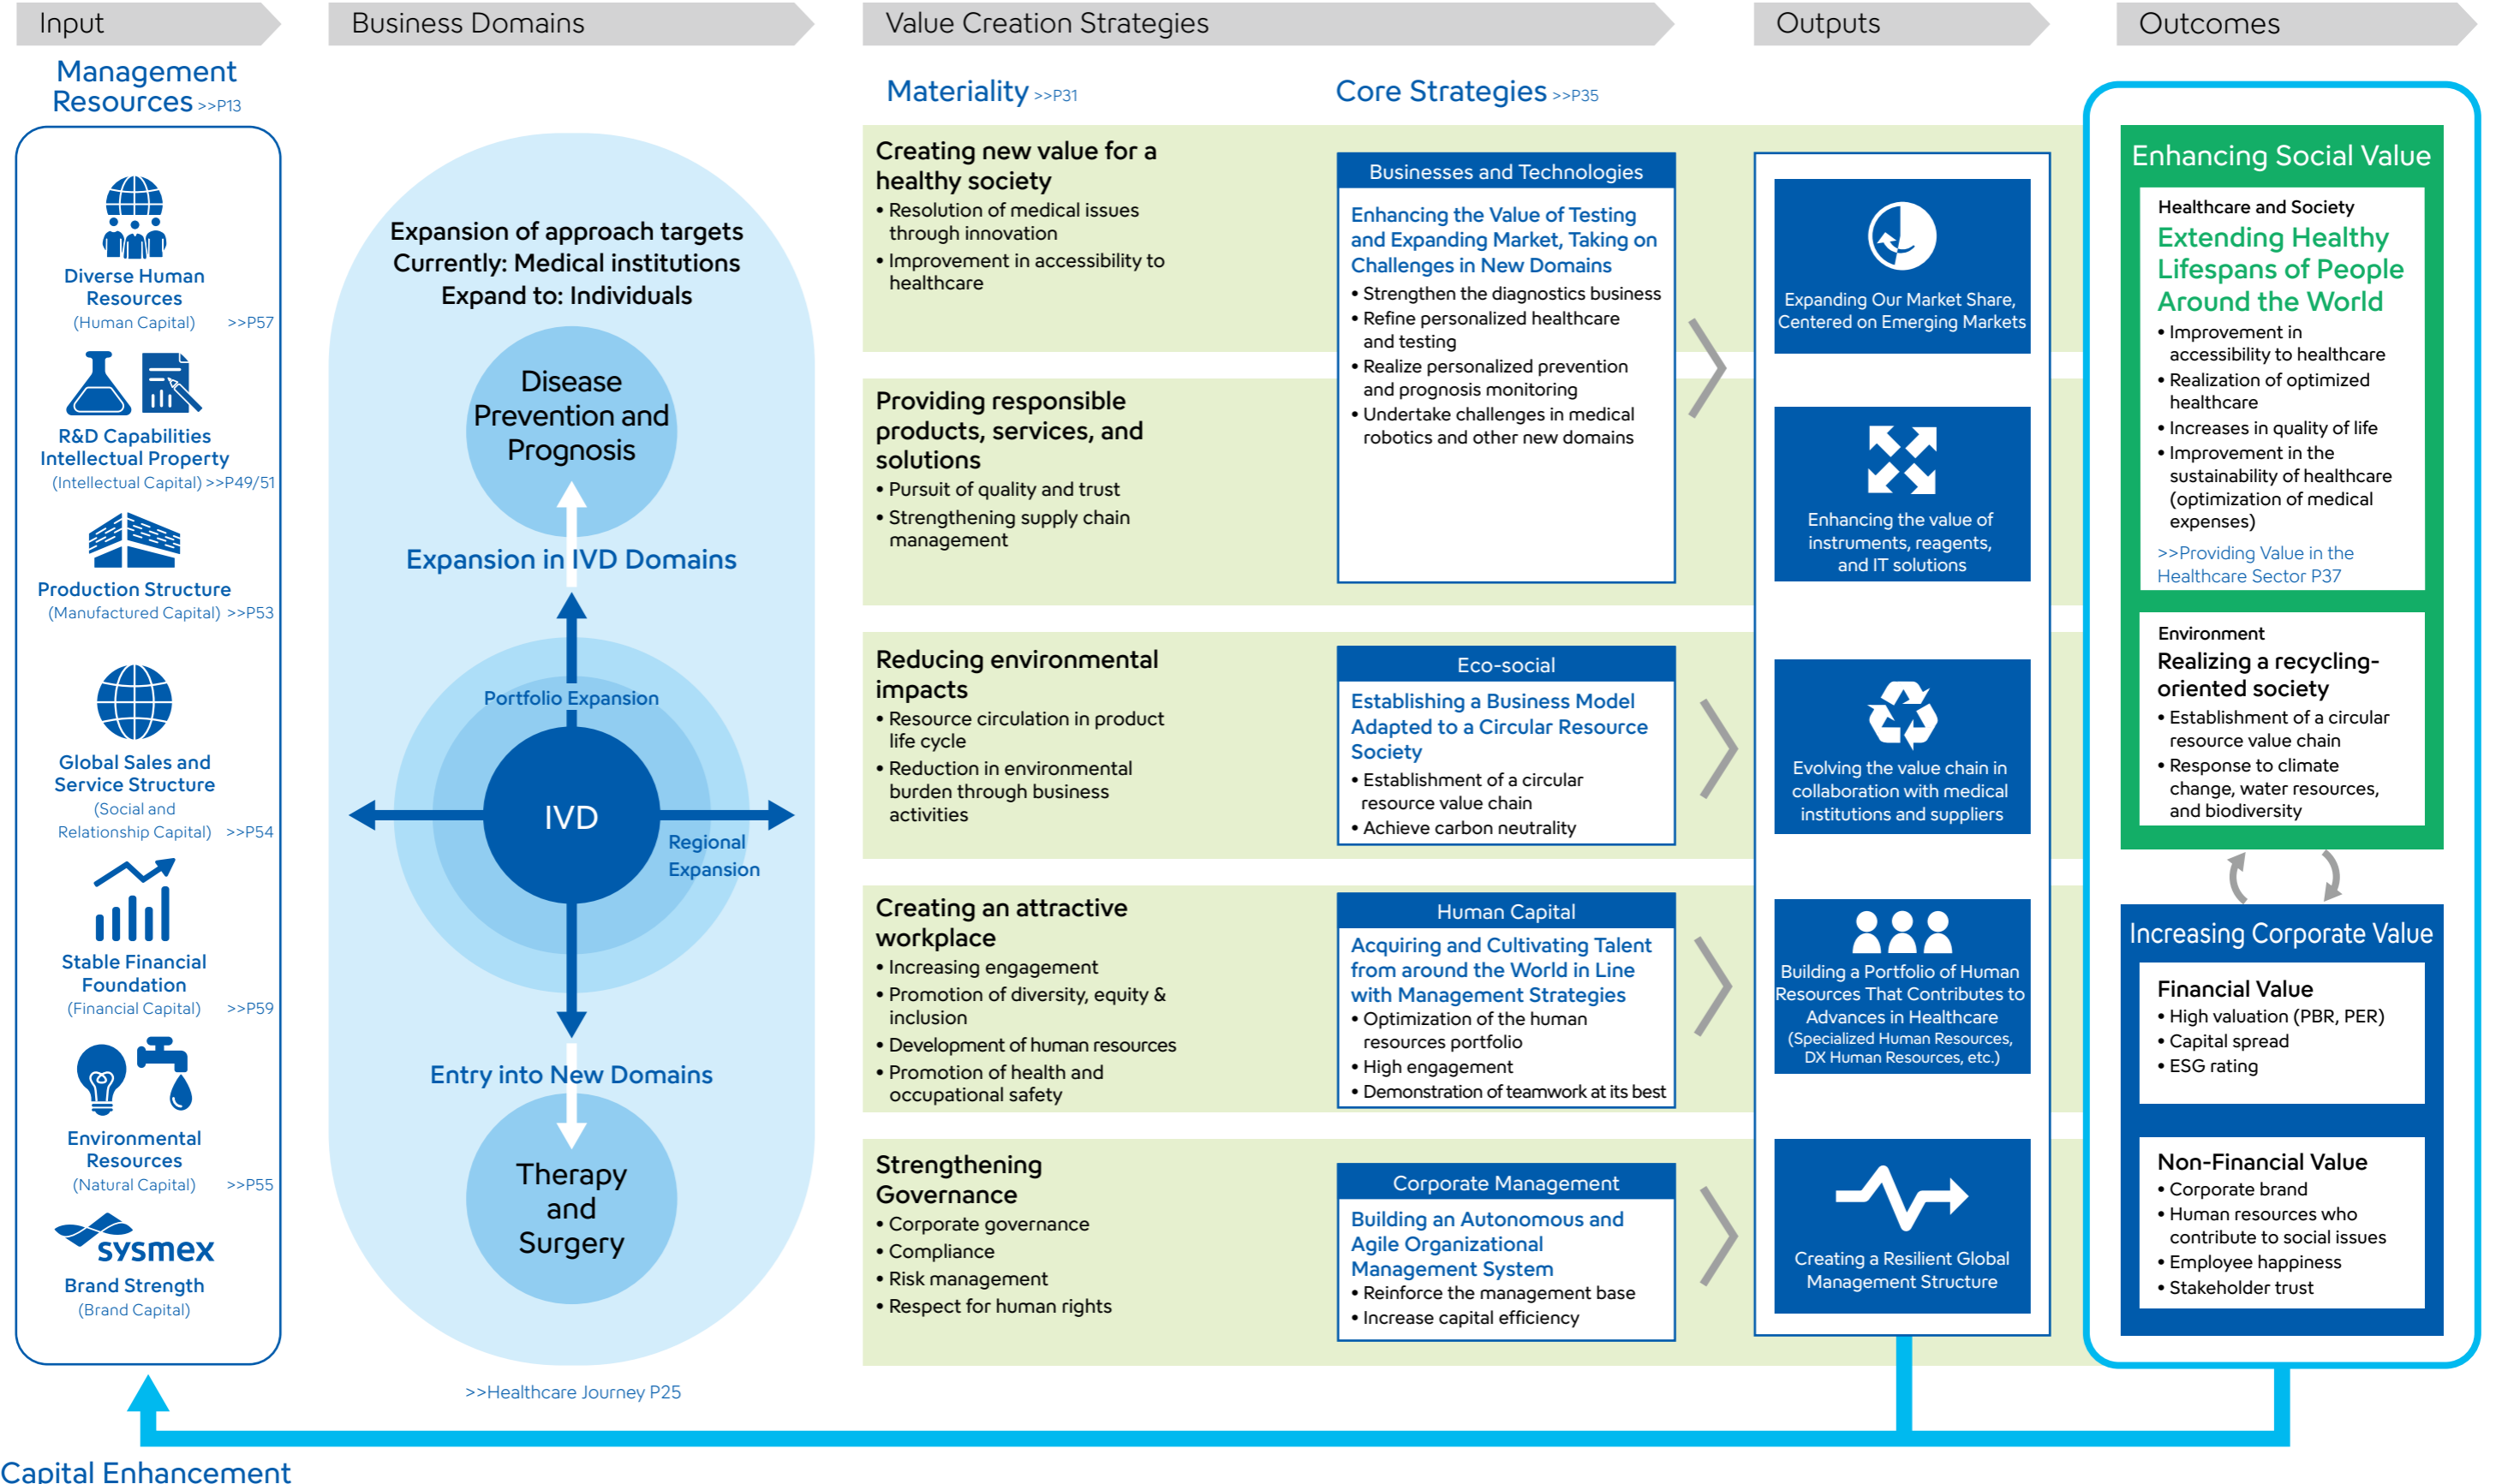 Input
Business Domains
Value Creation Strategies
Outputs
Outcomes
Management
Resources >>P13
Diverse Human
Resources
(Human Capital) >>P57
R&D Capabilities
Intellectual Property
(Intellectual Capital) >>P49/51
Production Structure
(Manufactured Capital) >>P53
Global Sales and
Service Structure
(Social and
Relationship Capital) >>P54
Stable Financial
Foundation
(Financial Capital) >>P59
Environmental
Resources
(Natural Capital) >>P55
sysmex
Brand Strength
(Brand Capital)
Expansion of approach targets
Currently: Medical institutions
Expand to: Individuals
Disease
Prevention and
Prognosis
Expansion in IVD Domains
Portfolio Expansion
IVD
Regional
Expansion
Entry into New Domains
Therapy
and
Surgery
>>Healthcare Journey P25
Materiality >>P31
Creating new value for a
healthy society
• Resolution of medical issues
through innovation
• Improvement in accessibility to
healthcare
Providing responsible
products, services, and
solutions
• Pursuit of quality and trust
• Strengthening supply chain
management
Reducing environmental
impacts
• Resource circulation in product
life cycle
• Reduction in environmental
burden through business
activities
Creating an attractive
workplace
• Increasing engagement
• Promotion of diversity, equity &
inclusion
• Development of human resources
• Promotion of health and
occupational safety
Strengthening
Governance
• Corporate governance
• Compliance
• Risk management
• Respect for human rights
Core Strategies >>P35
Businesses and Technologies
Enhancing the Value of Testing
and Expanding Market, Taking on
Challenges in New Domains
• Strengthen the diagnostics business
• Refine personalized healthcare
and testing
• Realize personalized prevention
and prognosis monitoring
• Undertake challenges in medical
robotics and other new domains
Eco-social
Establishing a Business Model
Adapted to a Circular Resource
Society
• Establishment of a circular
resource value chain
• Achieve carbon neutrality
Human Capital
Acquiring and Cultivating Talent
from around the World in Line
with Management Strategies
• Optimization of the human
resources portfolio
• High engagement
• Demonstration of teamwork at its best
Corporate Management
Building an Autonomous and
Agile Organizational
Management System
• Reinforce the management base
• Increase capital efficiency
Expanding Our Market Share,
Centered on Emerging Markets
Enhancing the value of
instruments, reagents,
and IT solutions
Evolving the value chain in
collaboration with medical
institutions and suppliers
Building a Portfolio of Human
Resources That Contributes to
Advances in Healthcare
(Specialized Human Resources,
DX Human Resources, etc.)
Creating a Resilient Global
Management Structure
Enhancing Social Value
Healthcare and Society
Extending Healthy
Lifespans of People
Around the World
• Improvement in
accessibility to healthcare
• Realization of optimized
healthcare
• Increases in quality of life
• Improvement in the
sustainability of healthcare
(optimization of medical
expenses)
>>Providing Value in the
Healthcare Sector P37
Environment
Realizing a recycling-
oriented society
• Establishment of a circular
resource value chain
• Response to climate
change, water resources,
and biodiversity
Increasing Corporate Value
Financial Value
• High valuation (PBR, PER)
• Capital spread
• ESG rating
Non-Financial Value
• Corporate brand
• Human resources who
contribute to social issues
• Employee happiness
• Stakeholder trust
Capital Enhancement